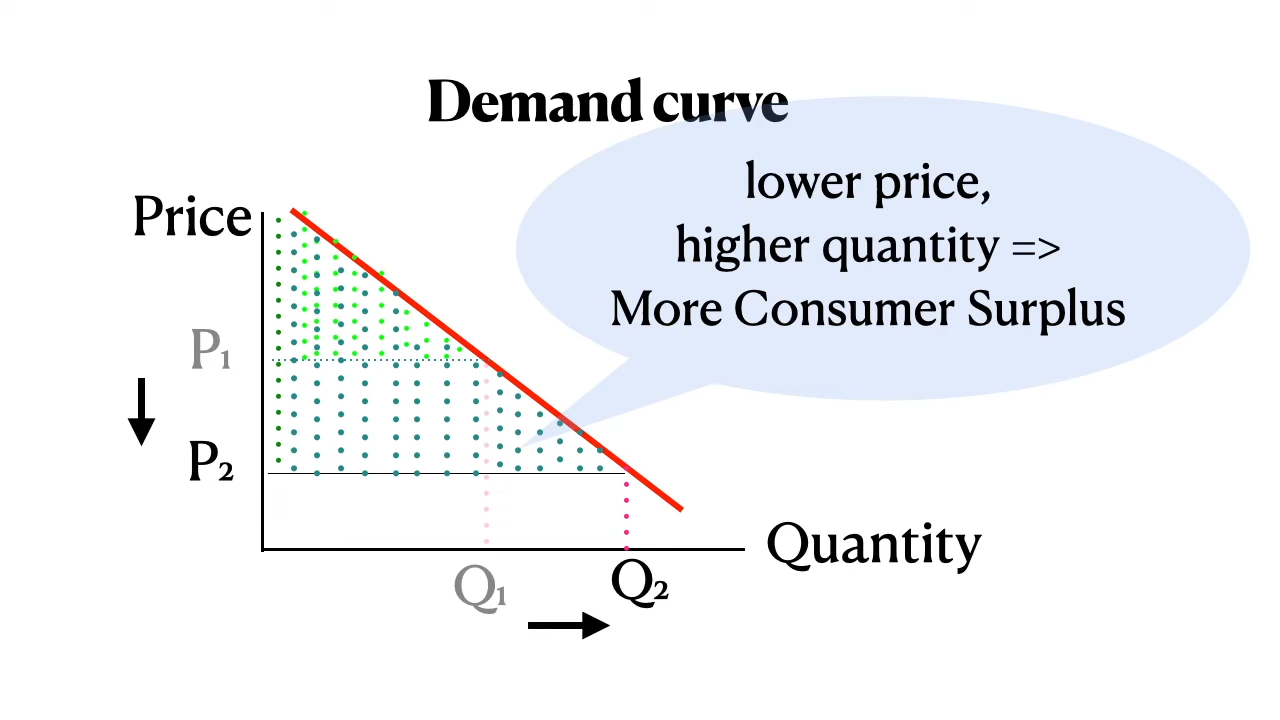 Demand curve
lower price,
higher quantity =>
More Consumer Surplus
Price
P₁
P₂
Quantity
Q₁
Q₂